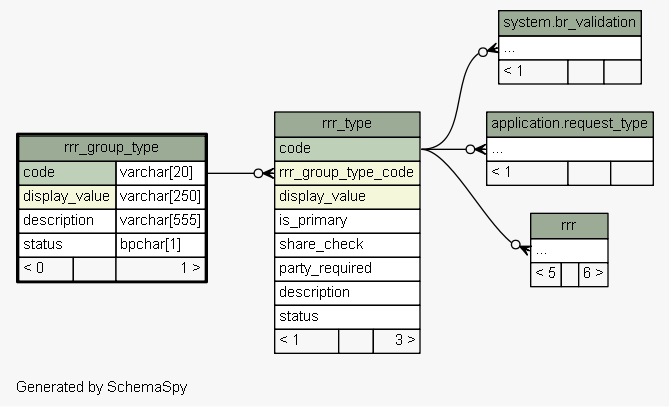 system.br_validation
...
< 1
rrr_group_type
code varchar[20]
display_value varchar[250]
description varchar[555]
status bpchar[1]
< 0 1 >
rrr_type
code
rrr_group_type_code
display_value
is_primary
share_check
party_required
description
status
< 1 3 >
application.request_type
...
< 1
rrr
...
< 5 6 >
Generated by SchemaSpy